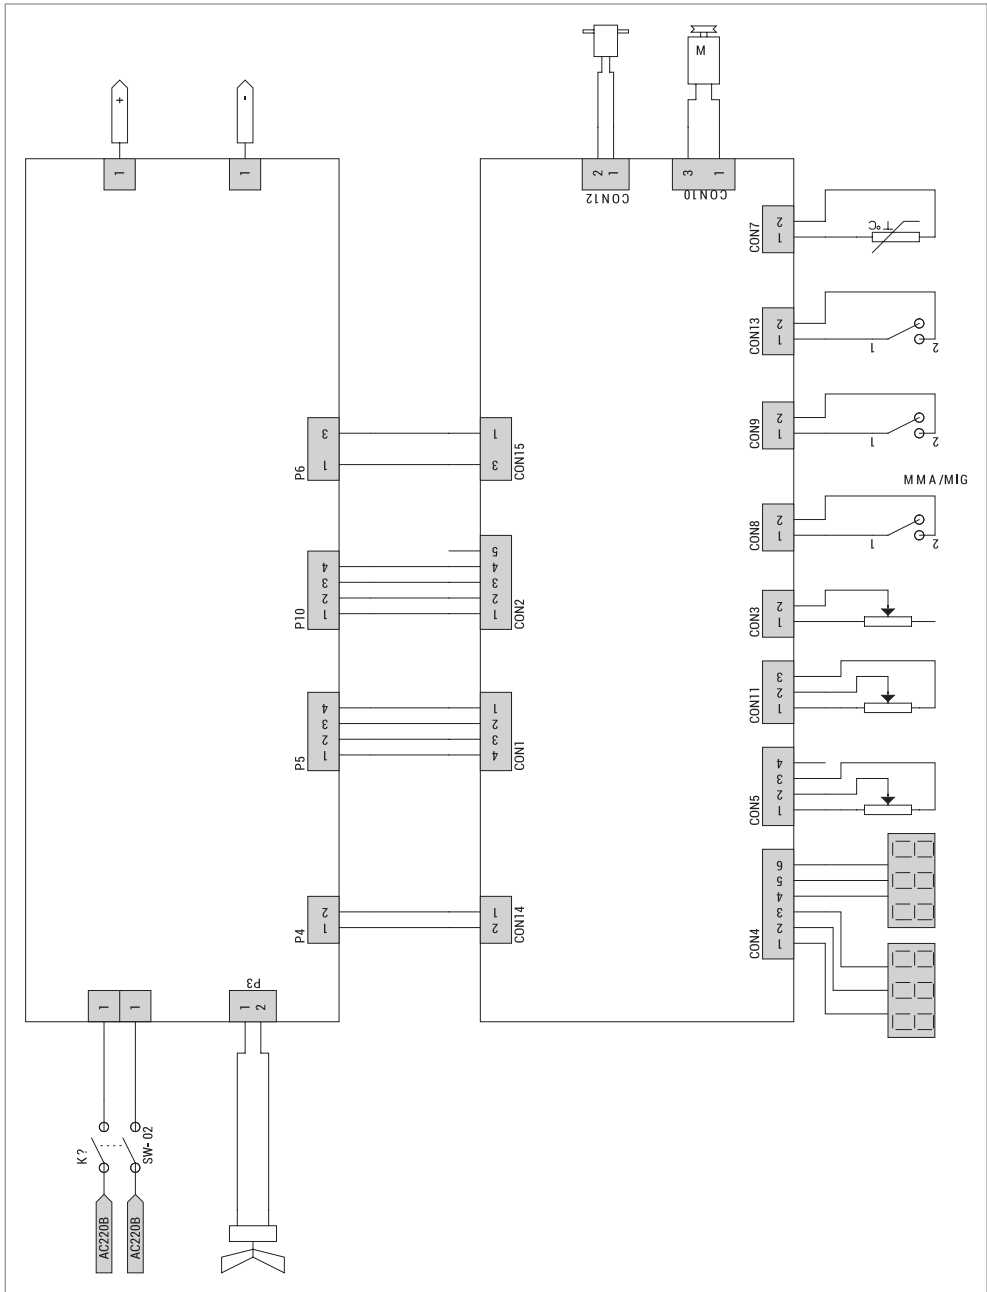 M
+
-
1
1
2
1
CON12
3
1
CON10
CON7
2
1
T°C
CON13
2
1
1
2
P6
3
1
1
3
CON15
CON9
2
1
1
2
MMA/MIG
CON8
2
1
1
2
P10
4
3
2
1
5
4
3
2
1
CON2
CON3
2
1
CON11
3
2
1
P5
4
3
2
1
1
2
3
4
CON1
CON5
4
3
2
1
P4
2
1
1
2
CON14
CON4
6
5
4
3
2
1
1
1
P3
1
2
K?
SW-02
AC220B
AC220B